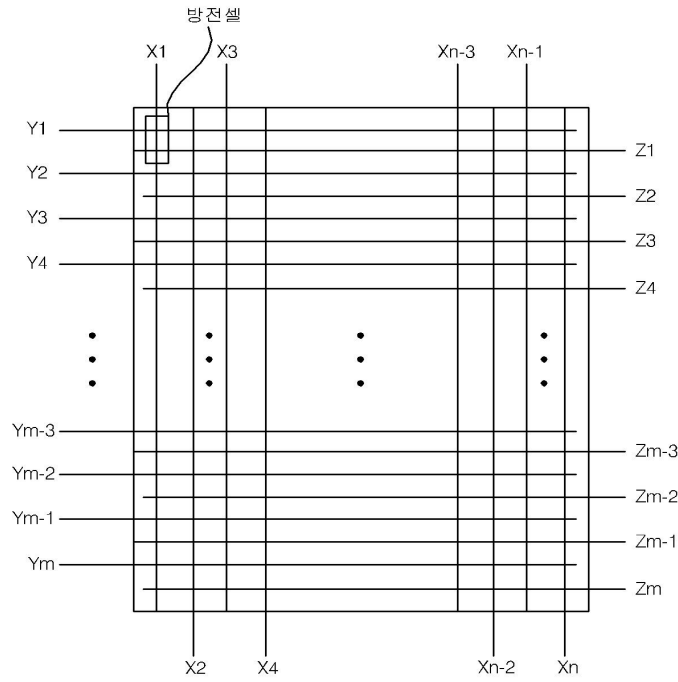 방전셀
X1
X3
Xn-3
Xn-1
Y1
Z1
Y2
Z2
Y3
Z3
Y4
Z4
Ym-3
Zm-3
Ym-2
Zm-2
Ym-1
Zm-1
Ym
Zm
X2
X4
Xn-2
Xn